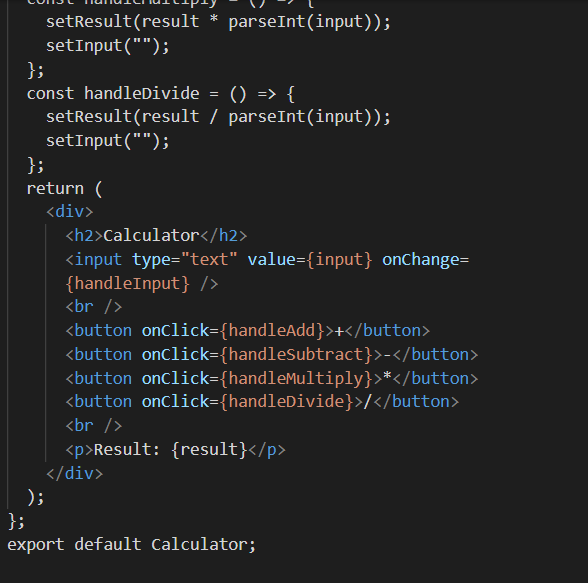 const handleMultiply = () => {
setResult(result * parseInt(input));
setInput("");
};
const handleDivide = () => {
setResult(result / parseInt(input));
setInput("");
};
return (
<div>
<h2>Calculator</h2>
<input type="text" value={input} onChange=
{handleInput} />
<br />
<button onClick={handleAdd}>+</button>
<button onClick={handleSubtract}>-</button>
<button onClick={handleMultiply}>*</button>
<button onClick={handleDivide}>/</button>
<br />
<p>Result: {result}</p>
</div>
);
};
export default Calculator;